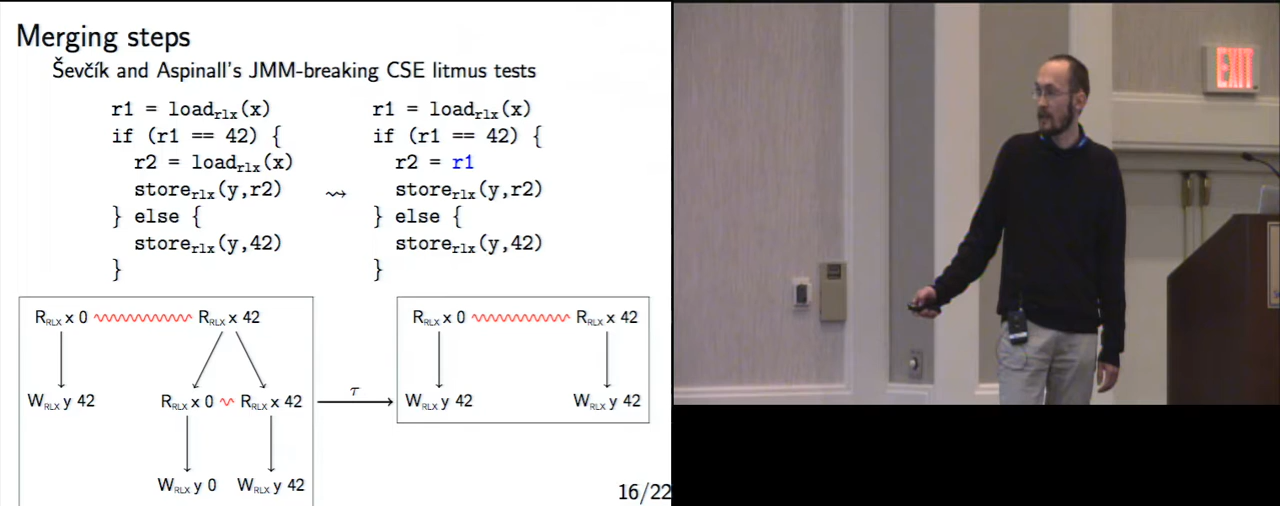 Merging steps
Ševčík and Aspinall's JMM-breaking CSE litmus tests
r1 = load_rlx(x)
if (r1 == 42) {
r2 = load_rlx(x)
store_rlx(y,r2)
} else {
store_rlx(y,42)
}
⇝
r1 = load_rlx(x)
if (r1 == 42) {
r2 = r1
store_rlx(y,r2)
} else {
store_rlx(y,42)
}
R_RLX x 0 R_RLX x 42
W_RLX y 42 R_RLX x 0 R_RLX x 42
W_RLX y 0 W_RLX y 42
τ
R_RLX x 0 R_RLX x 42
W_RLX y 42 W_RLX y 42
16/22
EXIT